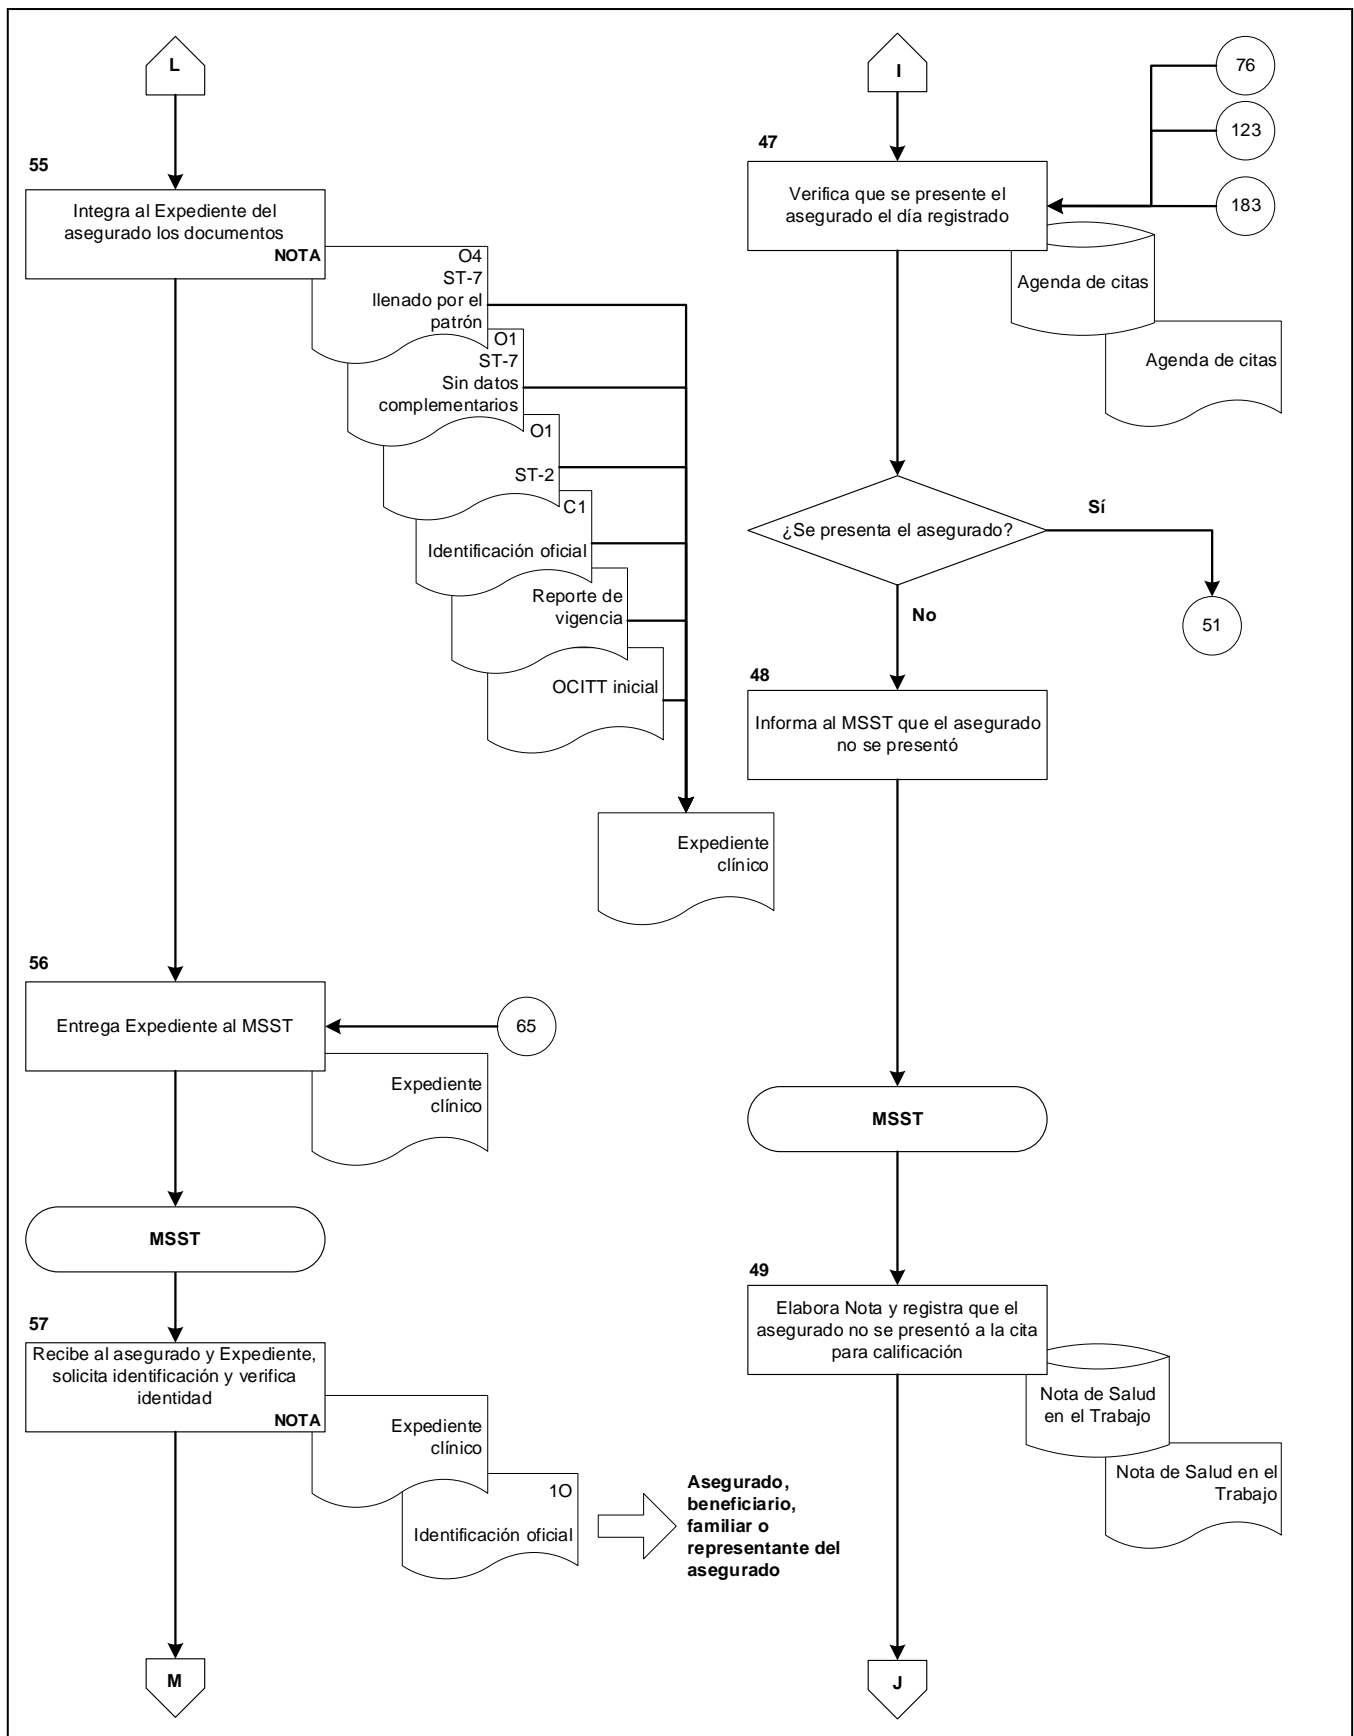 L
55
Integra al Expediente del
asegurado los documentos
NOTA
O4
ST-7
llenado por el
patrón
O1
ST-7
Sin datos
complementarios
O1
ST-2
C1
Identificación oficial
Reporte de
vigencia
OCITT inicial
Expediente
clínico
56
Entrega Expediente al MSST
65
Expediente
clínico
MSST
57
Recibe al asegurado y Expediente,
solicita identificación y verifica
identidad
NOTA
Expediente
clínico
1O
Identificación oficial
Asegurado,
beneficiario,
familiar o
representante del
asegurado
M
I
76
123
183
47
Verifica que se presente el
asegurado el día registrado
Agenda de citas
Agenda de citas
¿Se presenta el asegurado?
Sí
51
No
48
Informa al MSST que el asegurado
no se presentó
MSST
49
Elabora Nota y registra que el
asegurado no se presentó a la cita
para calificación
Nota de Salud
en el Trabajo
Nota de Salud en el
Trabajo
J